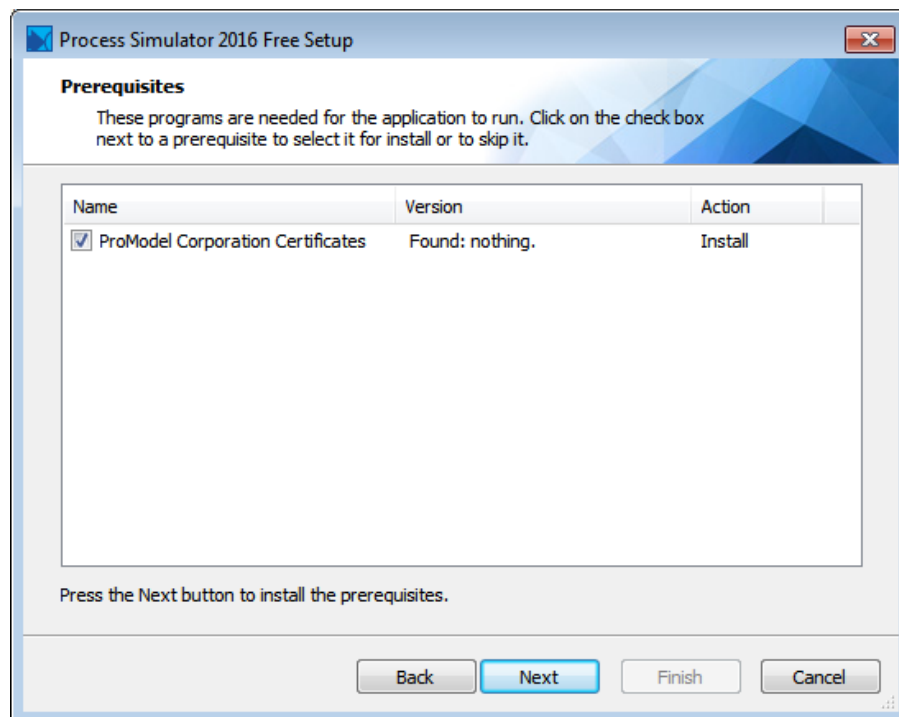 Process Simulator 2016 Free Setup
Prerequisites
These programs are needed for the application to run. Click on the check box
next to a prerequisite to select it for install or to skip it.
Name Version Action
ProModel Corporation Certificates Found: nothing. Install
Press the Next button to install the prerequisites.
Back Next Finish Cancel